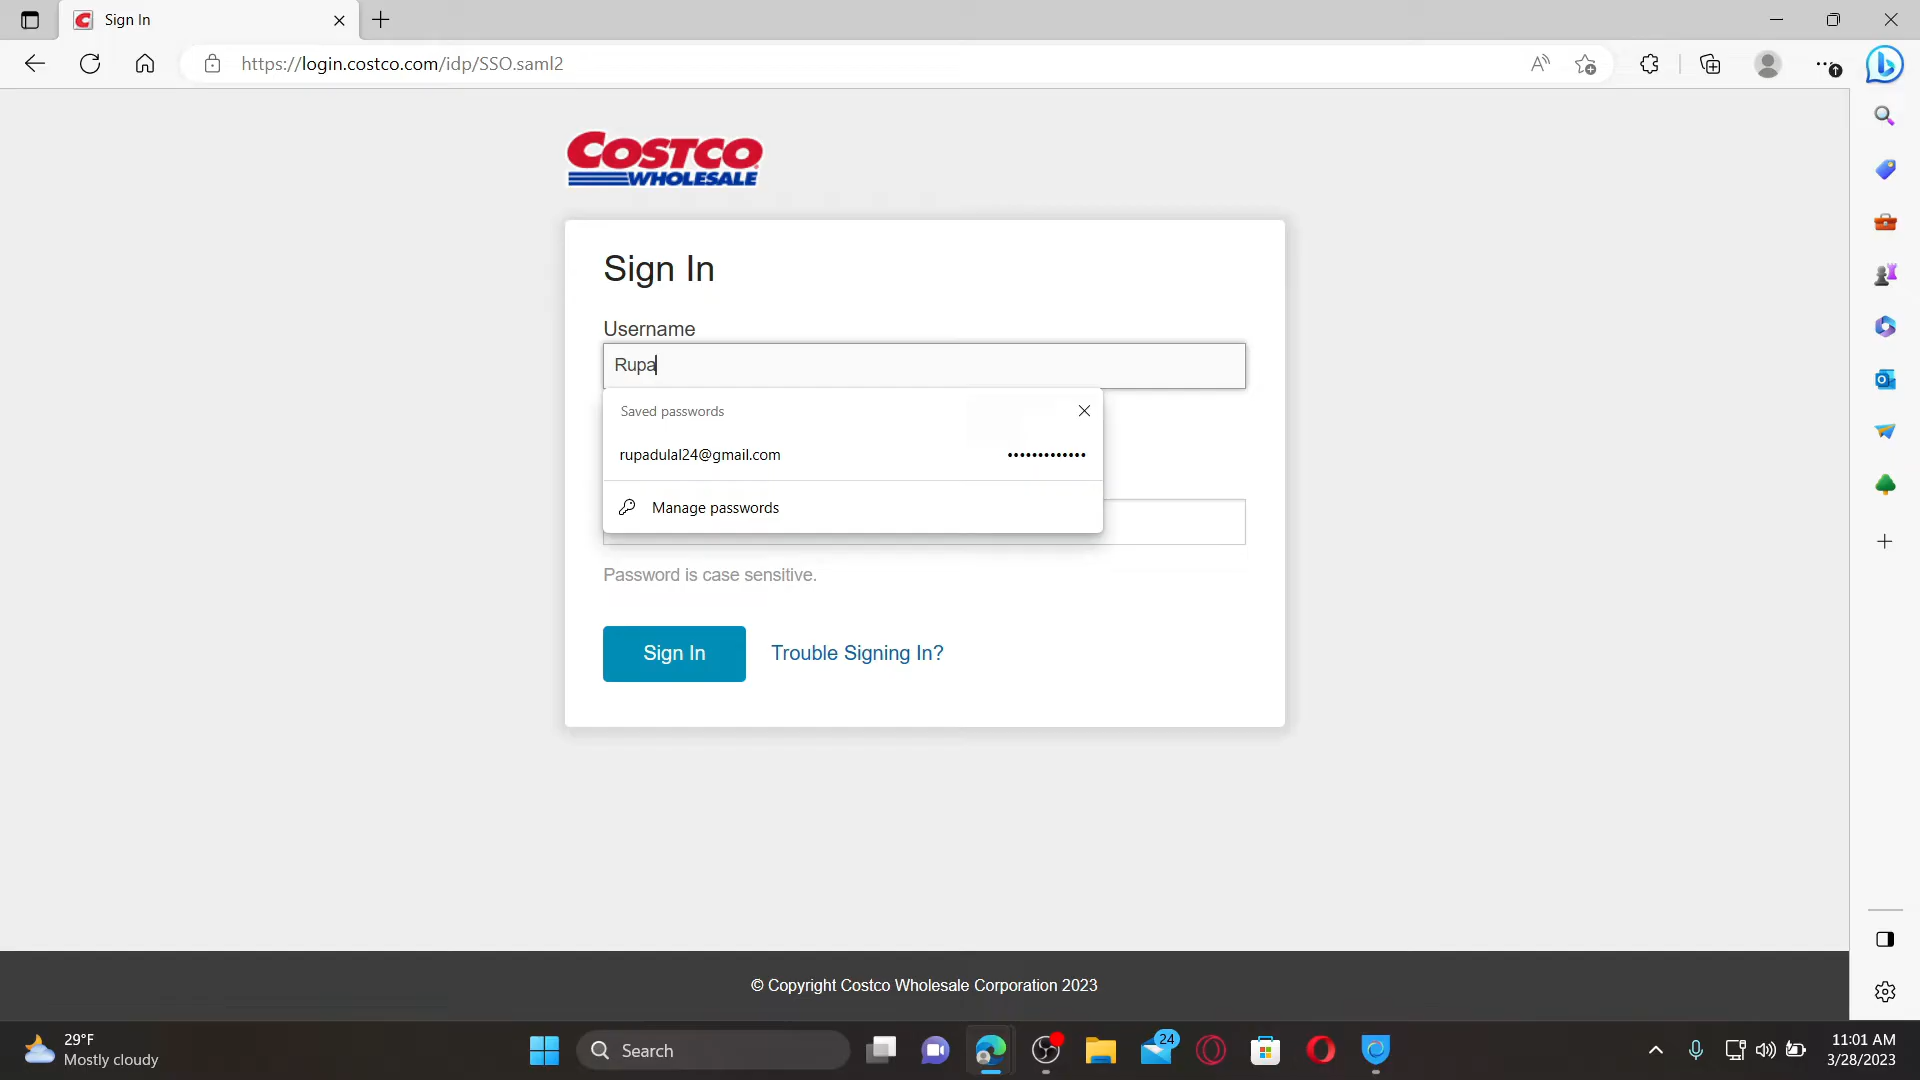 Sign In
https://login.costco.com/idp/SSO.saml2
COSTCO
WHOLESALE
Sign In
Username
Rupa
Saved passwords
rupadulal24@gmail.com •••••••••••••
Manage passwords
Password is case sensitive.
Sign In
Trouble Signing In?
© Copyright Costco Wholesale Corporation 2023
29°F
Mostly cloudy
Search
24
11:01 AM
3/28/2023